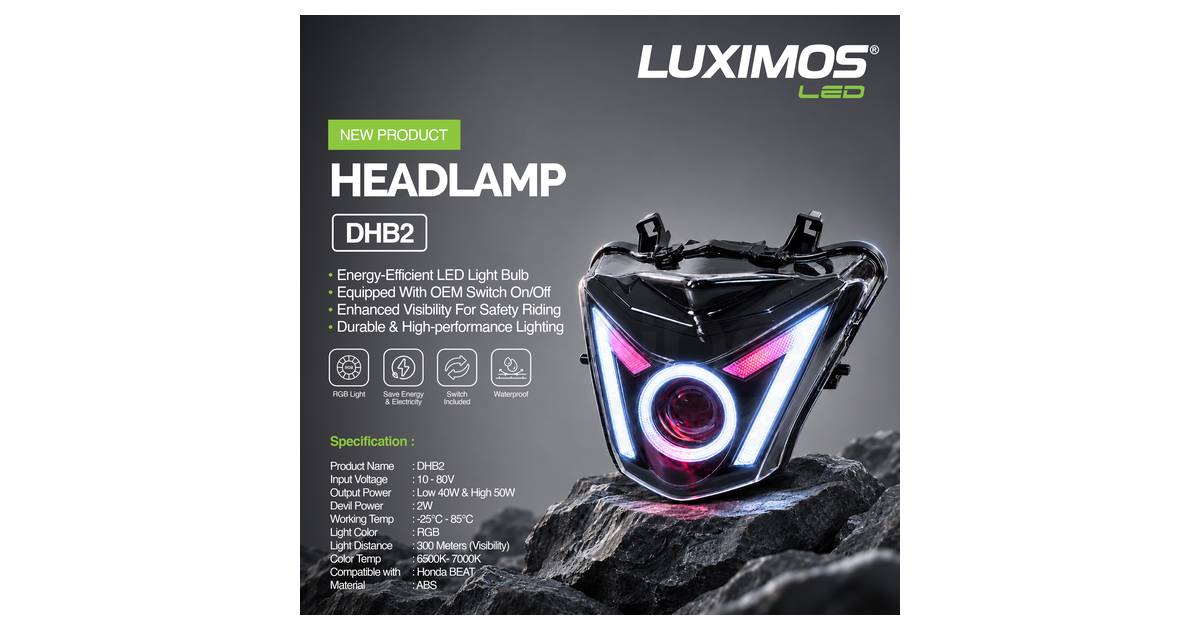 LUXIMOS®
LED
NEW PRODUCT
HEADLAMP
DHB2
• Energy-Efficient LED Light Bulb
• Equipped With OEM Switch On/Off
• Enhanced Visibility For Safety Riding
• Durable & High-performance Lighting
RGB
RGB Light
Save Energy
& Electricity
Switch
Included
Waterproof
Specification :
Product Name : DHB2
Input Voltage : 10 - 80V
Output Power : Low 40W & High 50W
Devil Power : 2W
Working Temp : -25°C - 85°C
Light Color : RGB
Light Distance : 300 Meters (Visibility)
Color Temp : 6500K- 7000K
Compatible with : Honda BEAT
Material : ABS